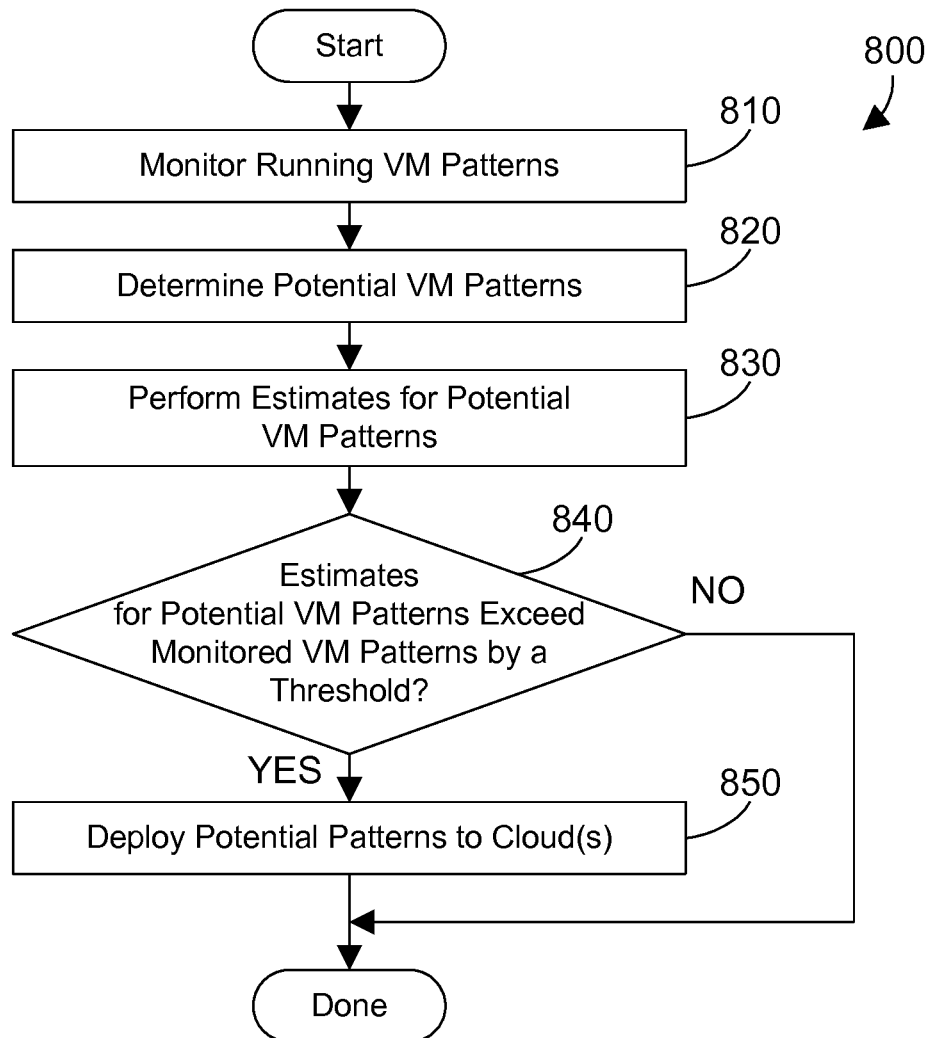 Start
800
810
Monitor Running VM Patterns
820
Determine Potential VM Patterns
830
Perform Estimates for Potential
VM Patterns
840
Estimates
for Potential VM Patterns Exceed
Monitored VM Patterns by a
Threshold?
NO
YES
850
Deploy Potential Patterns to Cloud(s)
Done